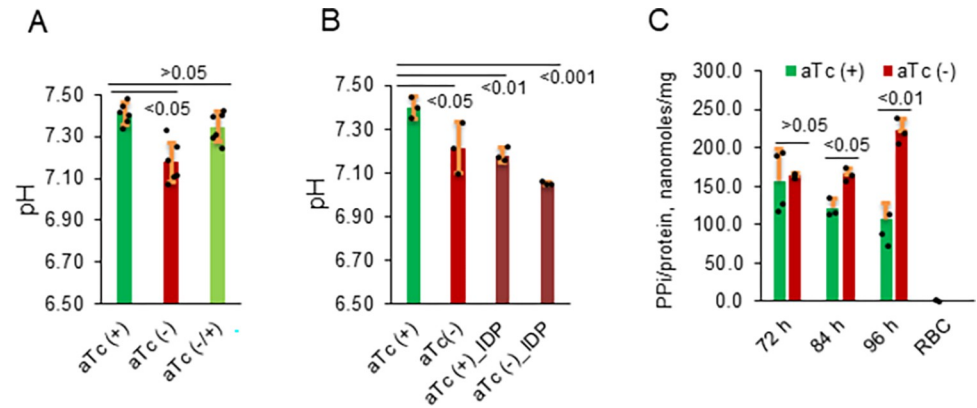 A
pH
7.50
7.30
7.10
6.90
6.70
6.50
>0.05
<0.05
aTc (+)
aTc (-)
aTc (-/+)
B
pH
7.50
7.30
7.10
6.90
6.70
6.50
<0.001
<0.01
<0.05
aTc (+)
aTc(-)
aTc (+)_IDP
aTc (-)_IDP
C
PPi/protein, nanomoles/mg
aTc (+) aTc (-)
300.0
250.0
200.0
150.0
100.0
50.0
0.0
>0.05
<0.05
<0.01
72 h
84 h
96 h
RBC